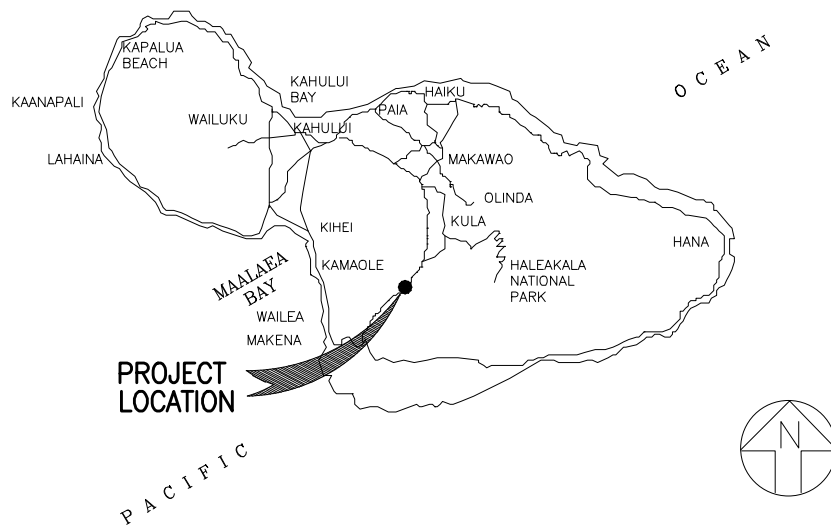 KAPALUA
BEACH
OCEAN
KAHULUI
BAY
HAIKU
KAANAPALI
PAIA
WAILUKU
KAHULUI
LAHAINA
MAKAWAO
OLINDA
KULA
KIHEI
HANA
KAMAOLE
HALEAKALA
NATIONAL
PARK
MAALAEA
BAY
WAILEA
MAKENA
PROJECT
LOCATION
N
PACIFIC